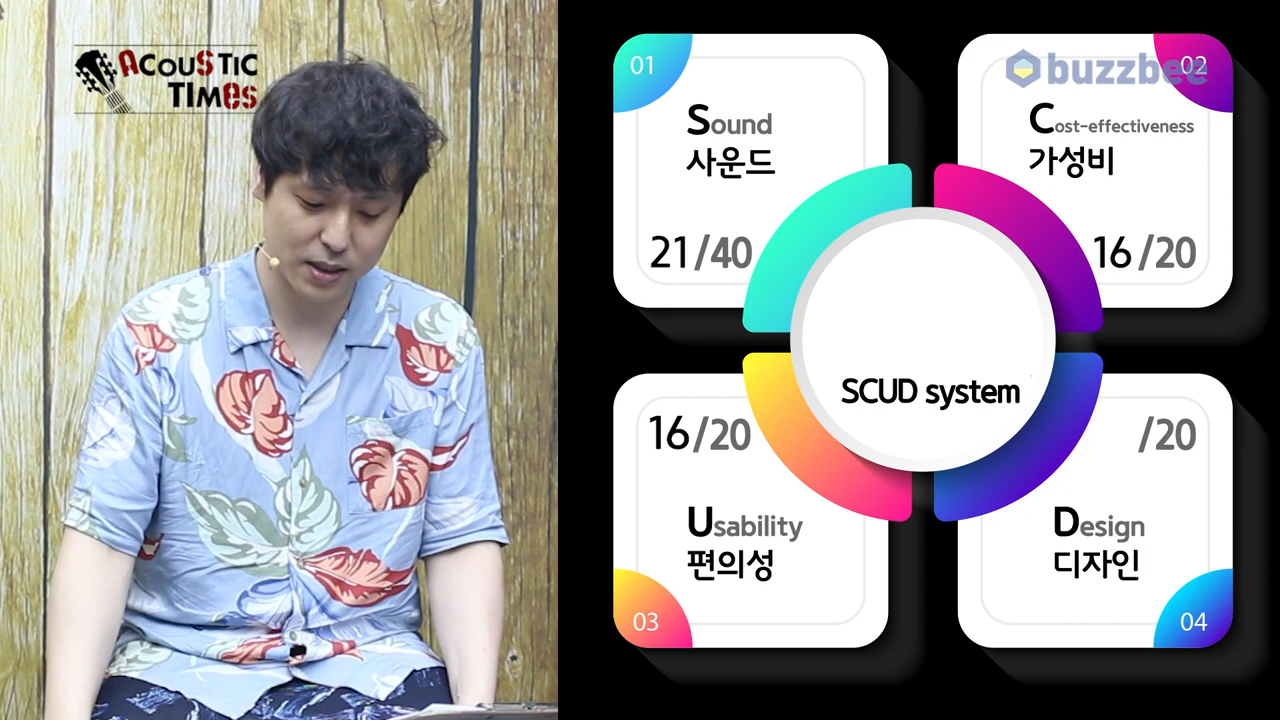 ACOUSTIC
TIMES
buzzbee
01
Sound
사운드
21/40
02
Cost-effectiveness
가성비
16/20
SCUD system
16/20
Usability
편의성
03
/20
Design
디자인
04